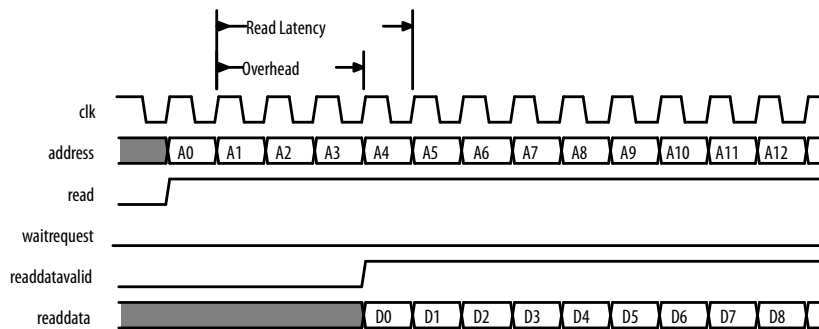 Read Latency
Overhead
clk
address A0 A1 A2 A3 A4 A5 A6 A7 A8 A9 A10 A11 A12
read
waitrequest
readdatavalid
readdata D0 D1 D2 D3 D4 D5 D6 D7 D8